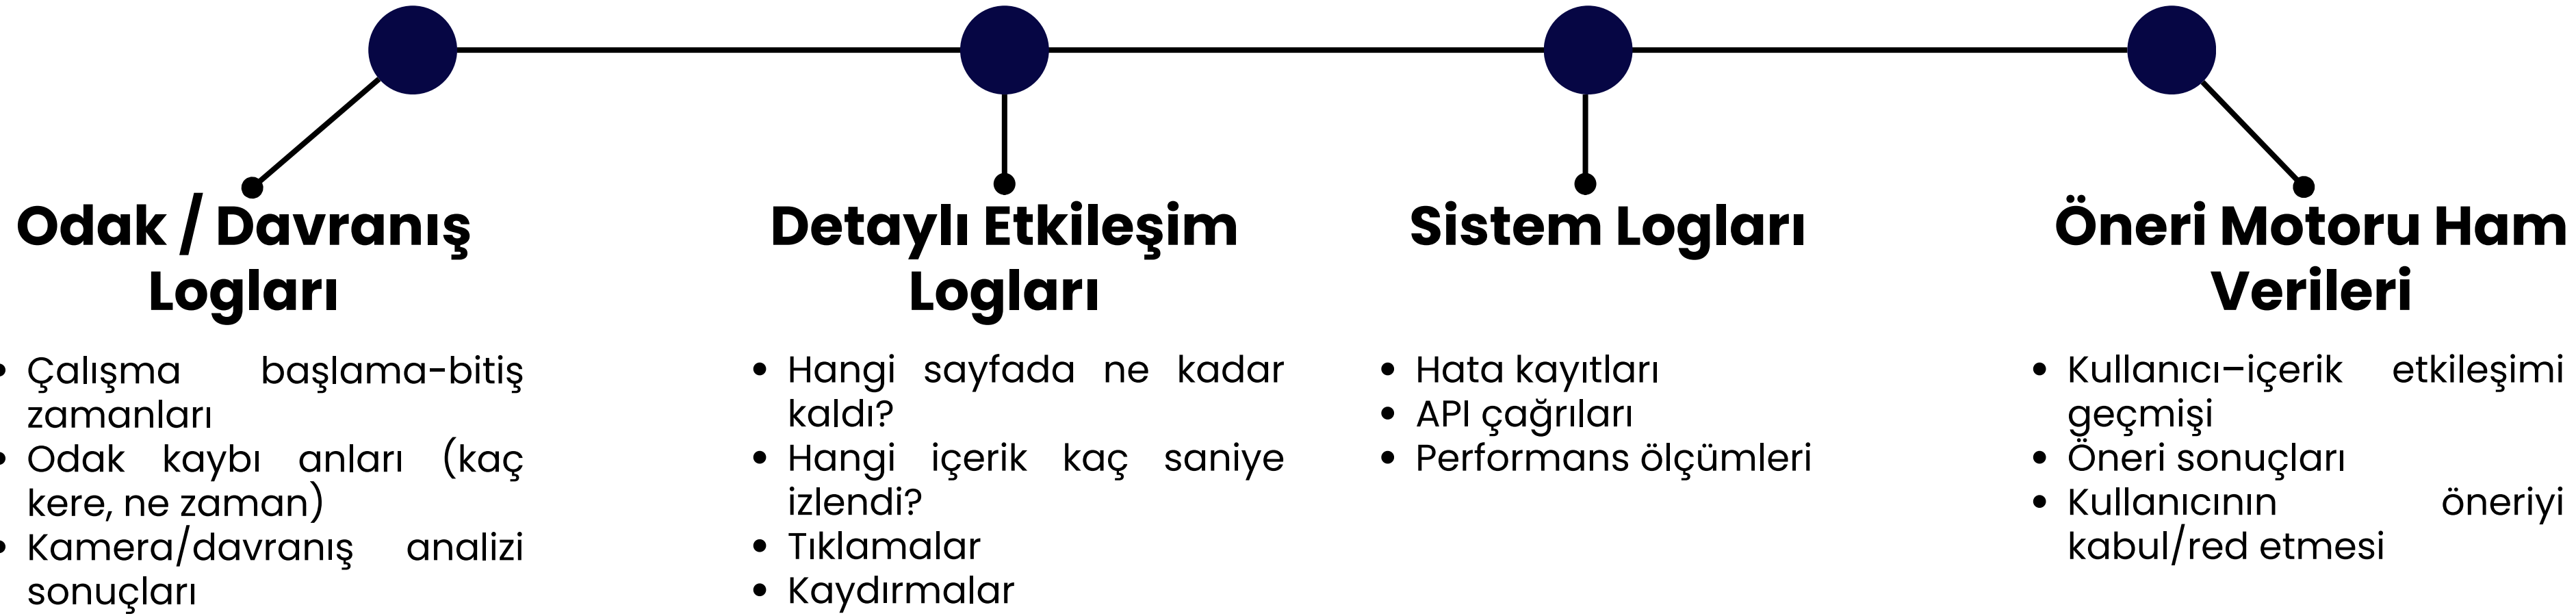 Odak / Davranış
Logları
• Çalışma başlama-bitiş
zamanları
• Odak kaybı anları (kaç
kere, ne zaman)
• Kamera/davranış analizi
sonuçları
Detaylı Etkileşim
Logları
• Hangi sayfada ne kadar
kaldı?
• Hangi içerik kaç saniye
izlendi?
• Tıklamalar
• Kaydırmalar
Sistem Logları
• Hata kayıtları
• API çağrıları
• Performans ölçümleri
Öneri Motoru Ham
Verileri
• Kullanıcı–içerik etkileşimi
geçmişi
• Öneri sonuçları
• Kullanıcının öneriyi
kabul/red etmesi